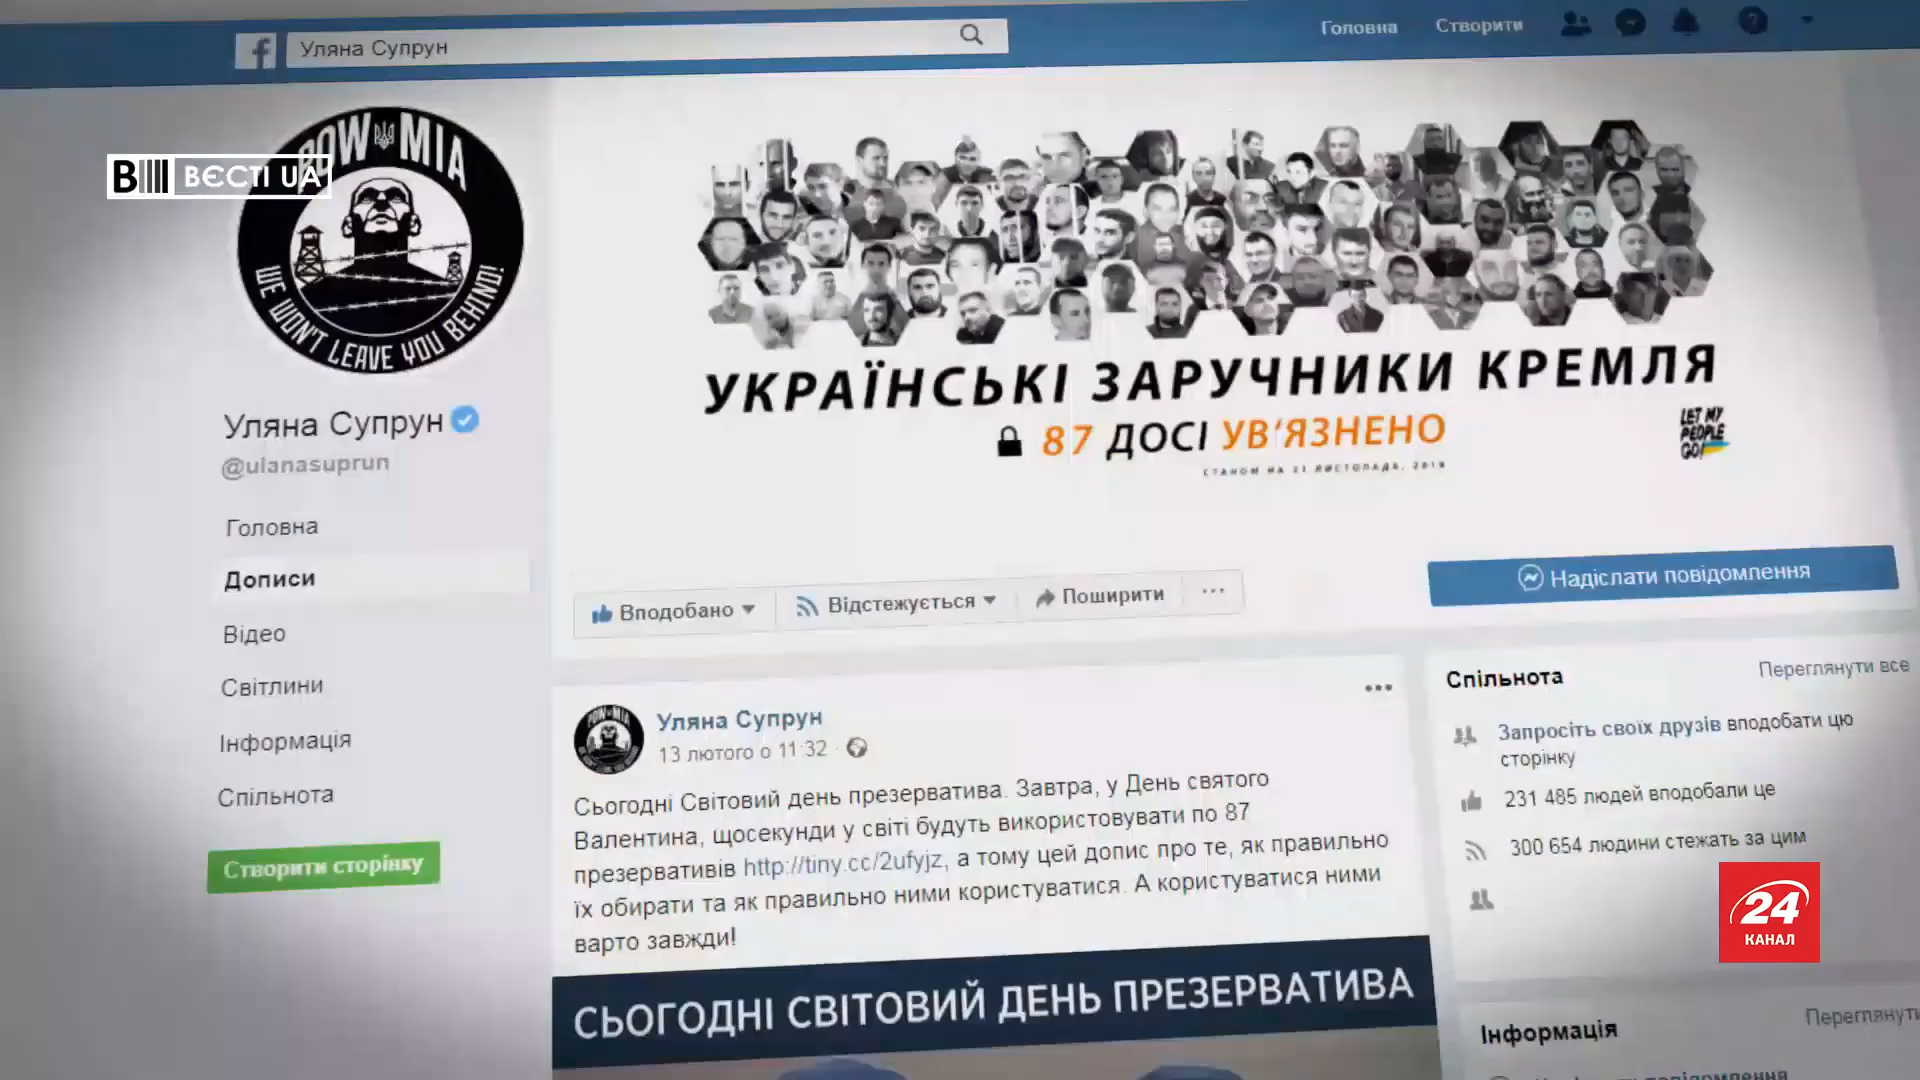 Уляна Супрун
Головна
Створити
POW MIA
WE WON'T LEAVE YOU BEHIND!
В ВЄСТІ UA
УКРАЇНСЬКІ ЗАРУЧНИКИ КРЕМЛЯ
87 ДОСІ УВ'ЯЗНЕНО
LET MY
PEOPLE
GO!
Уляна Супрун
@ulanasuprun
Головна
Дописи
Відео
Світлини
Інформація
Спільнота
Створити сторінку
Вподобано
Відстежується
Поширити
Надіслати повідомлення
Уляна Супрун
13 лютого о 11:32
Сьогодні Світовий день презерватива. Завтра, у День святого
Валентина, щосекунди у світі будуть використовувати по 87
презервативів http://tiny.cc/2ufyjz, а тому цей допис про те, як правильно
їх обирати та як правильно ними користуватися. А користуватися ними
варто завжди!
СЬОГОДНІ СВІТОВИЙ ДЕНЬ ПРЕЗЕРВАТИВА
Спільнота
Переглянути все
Запросіть своїх друзів вподобати цю
сторінку
231 485 людей вподобали це
300 654 людини стежать за цим
24
КАНАЛ
Інформація